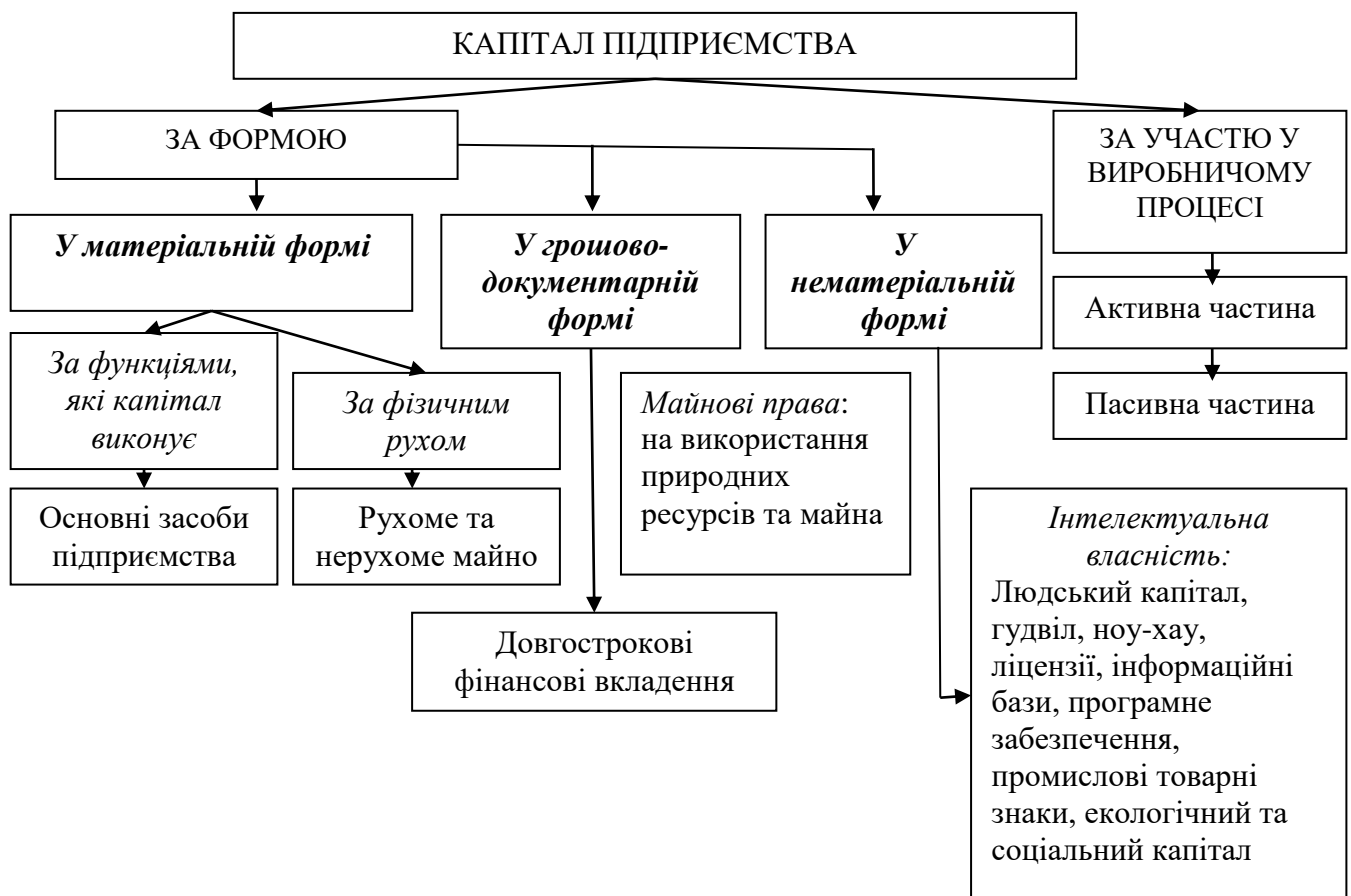 КАПІТАЛ ПІДПРИЄМСТВА
ЗА ФОРМОЮ
ЗА УЧАСТЮ У
ВИРОБНИЧОМУ
ПРОЦЕСІ
У матеріальній формі
У грошово-
документарній
формі
У
нематеріальній
формі
Активна частина
Пасивна частина
За функціями,
які капітал
виконує
За фізичним
рухом
Майнові права:
на використання
природних
ресурсів та майна
Основні засоби
підприємства
Рухоме та
нерухоме майно
Довгострокові
фінансові вкладення
Інтелектуальна
власність:
Людський капітал,
гудвіл, ноу-хау,
ліцензії, інформаційні
бази, програмне
забезпечення,
промислові товарні
знаки, екологічний та
соціальний капітал